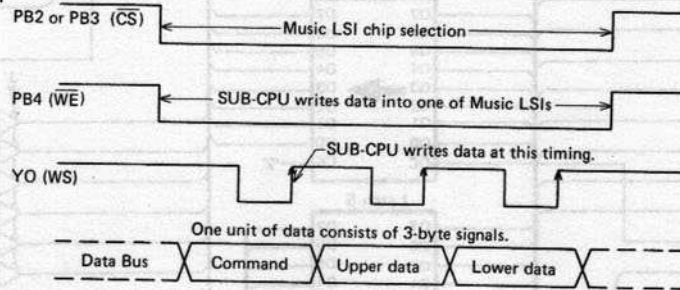 PB2 or PB3 (CS)
Music LSI chip selection
PB4 (WE)
SUB-CPU writes data into one of Music LSIs
SUB-CPU writes data at this timing.
YO (WS)
One unit of data consists of 3-byte signals.
Data Bus Command Upper data Lower data